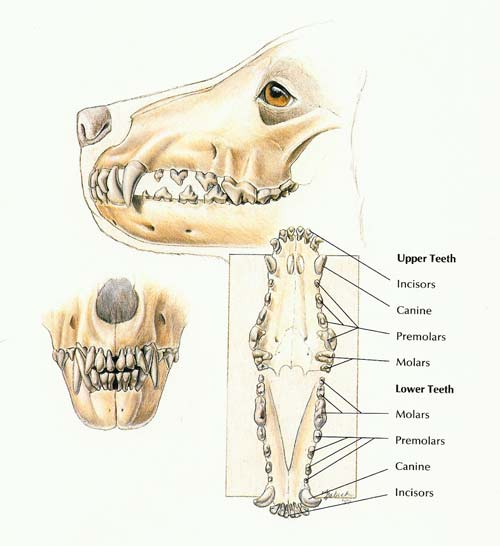 Upper Teeth
Incisors
Canine
Premolars
Molars
Lower Teeth
Molars
Premolars
Canine
Incisors